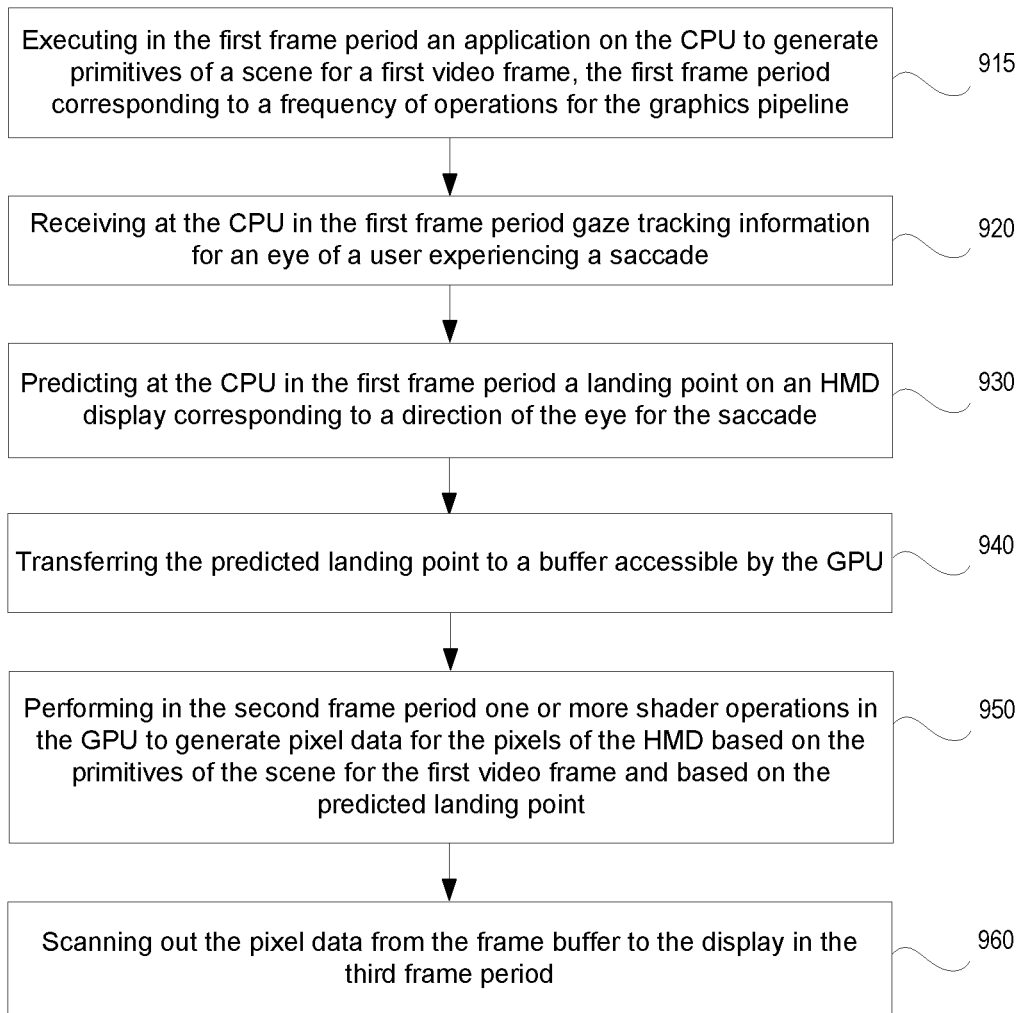 Executing in the first frame period an application on the CPU to generate
primitives of a scene for a first video frame, the first frame period
corresponding to a frequency of operations for the graphics pipeline
915
Receiving at the CPU in the first frame period gaze tracking information
for an eye of a user experiencing a saccade
920
Predicting at the CPU in the first frame period a landing point on an HMD
display corresponding to a direction of the eye for the saccade
930
Transferring the predicted landing point to a buffer accessible by the GPU
940
Performing in the second frame period one or more shader operations in
the GPU to generate pixel data for the pixels of the HMD based on the
primitives of the scene for the first video frame and based on the
predicted landing point
950
Scanning out the pixel data from the frame buffer to the display in the
third frame period
960